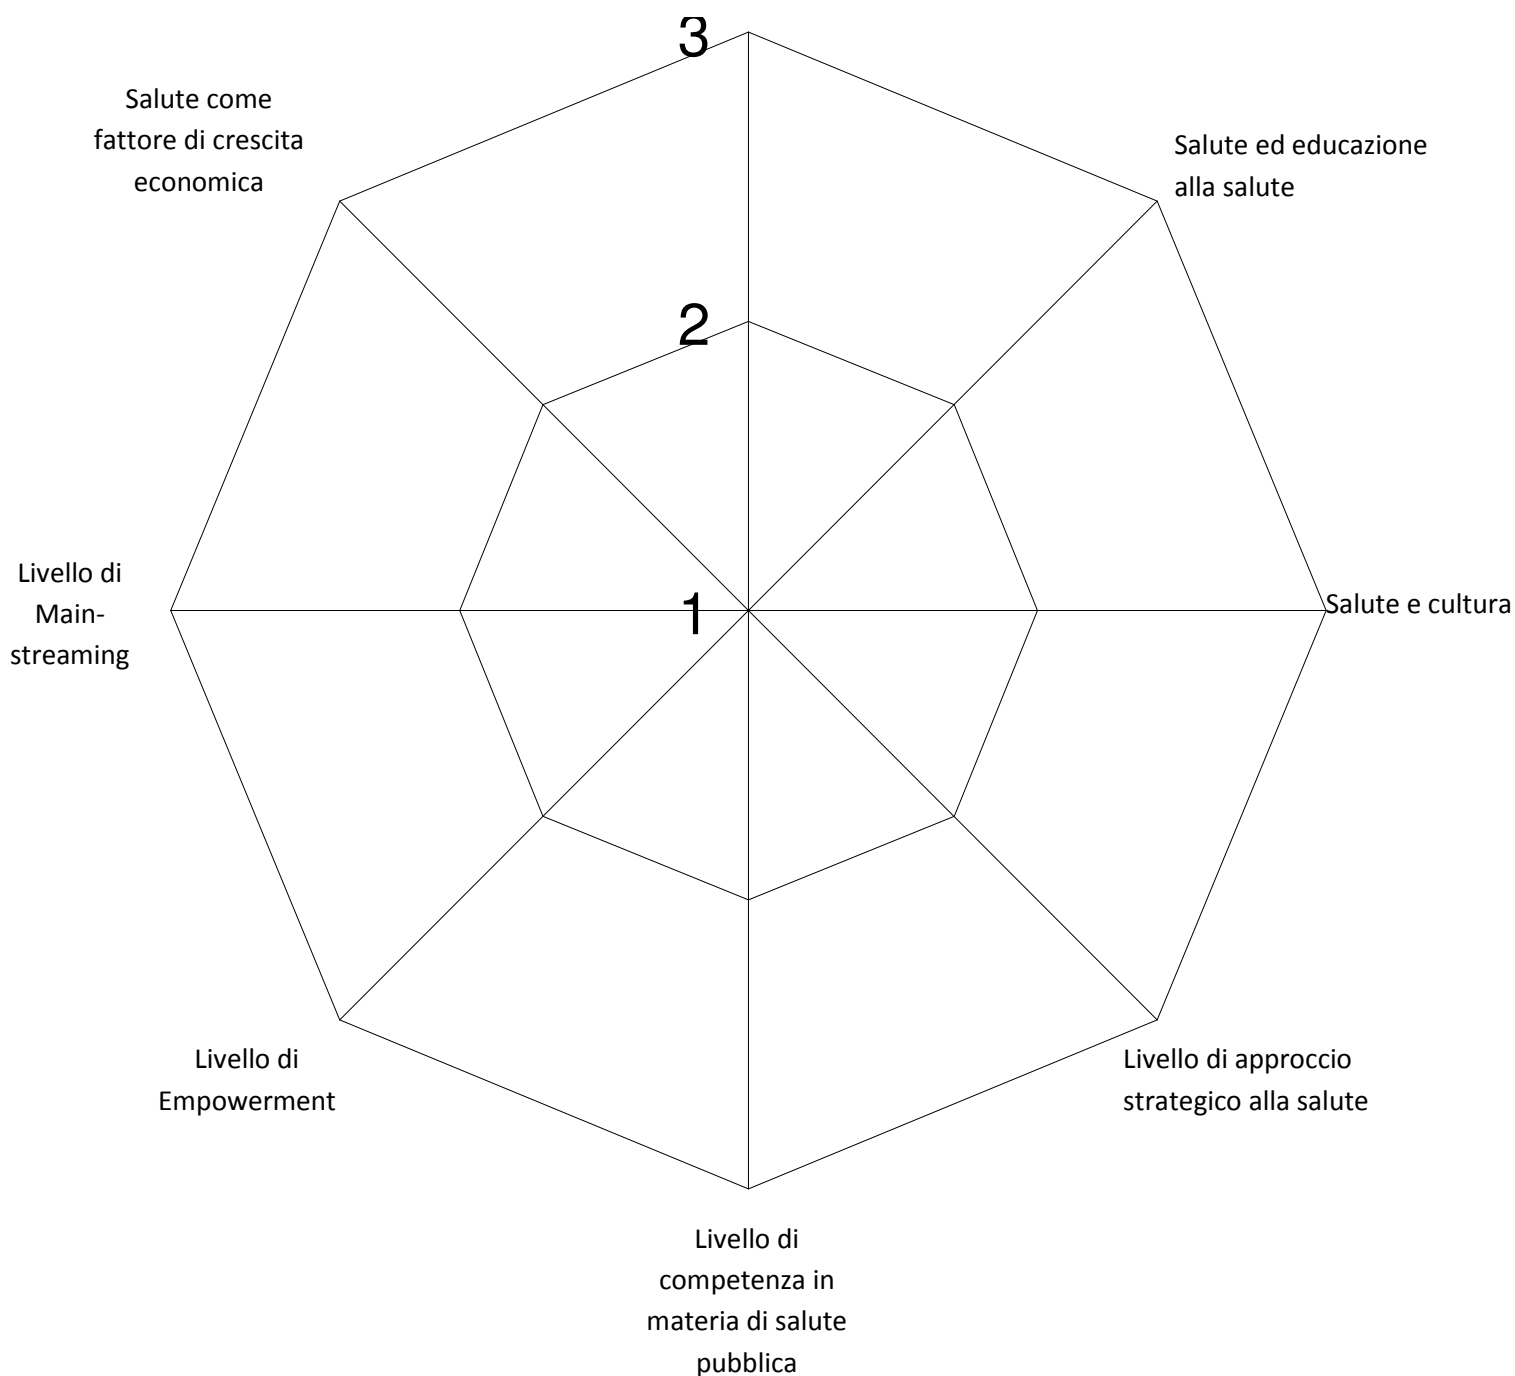 3
Salute come
fattore di crescita
economica
Salute ed educazione
alla salute
2
Livello di
Main-
streaming
1
Salute e cultura
Livello di
Empowerment
Livello di approccio
strategico alla salute
Livello di
competenza in
materia di salute
pubblica